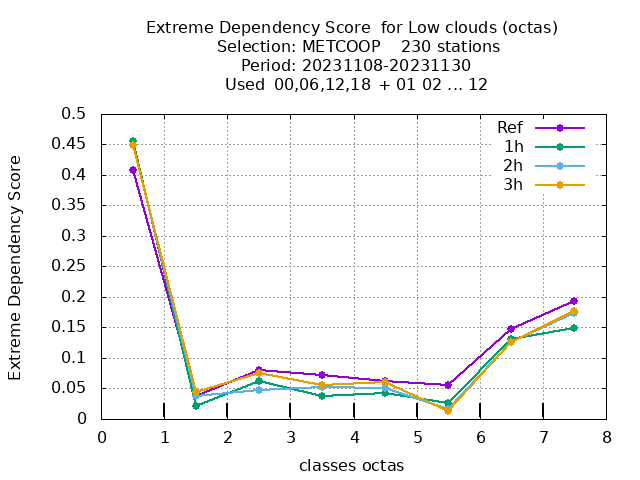 Extreme Dependency Score  for Low clouds (octas)
Selection: METCOOP    230 stations
Period: 20231108-20231130
Used  00,06,12,18 + 01 02 ... 12
0.5
0.45
0.4
0.35
0.3
0.25
0.2
0.15
0.1
0.05
0
Extreme Dependency Score
Ref
1h
2h
3h
0 1 2 3 4 5 6 7 8
classes octas